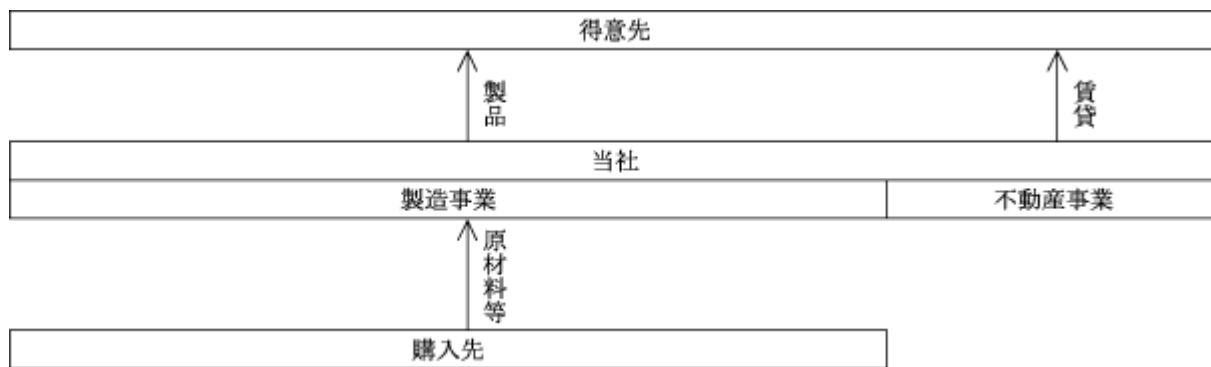 得意先
製品
賃貸
当社
製造事業
不動産事業
原材料等
購入先